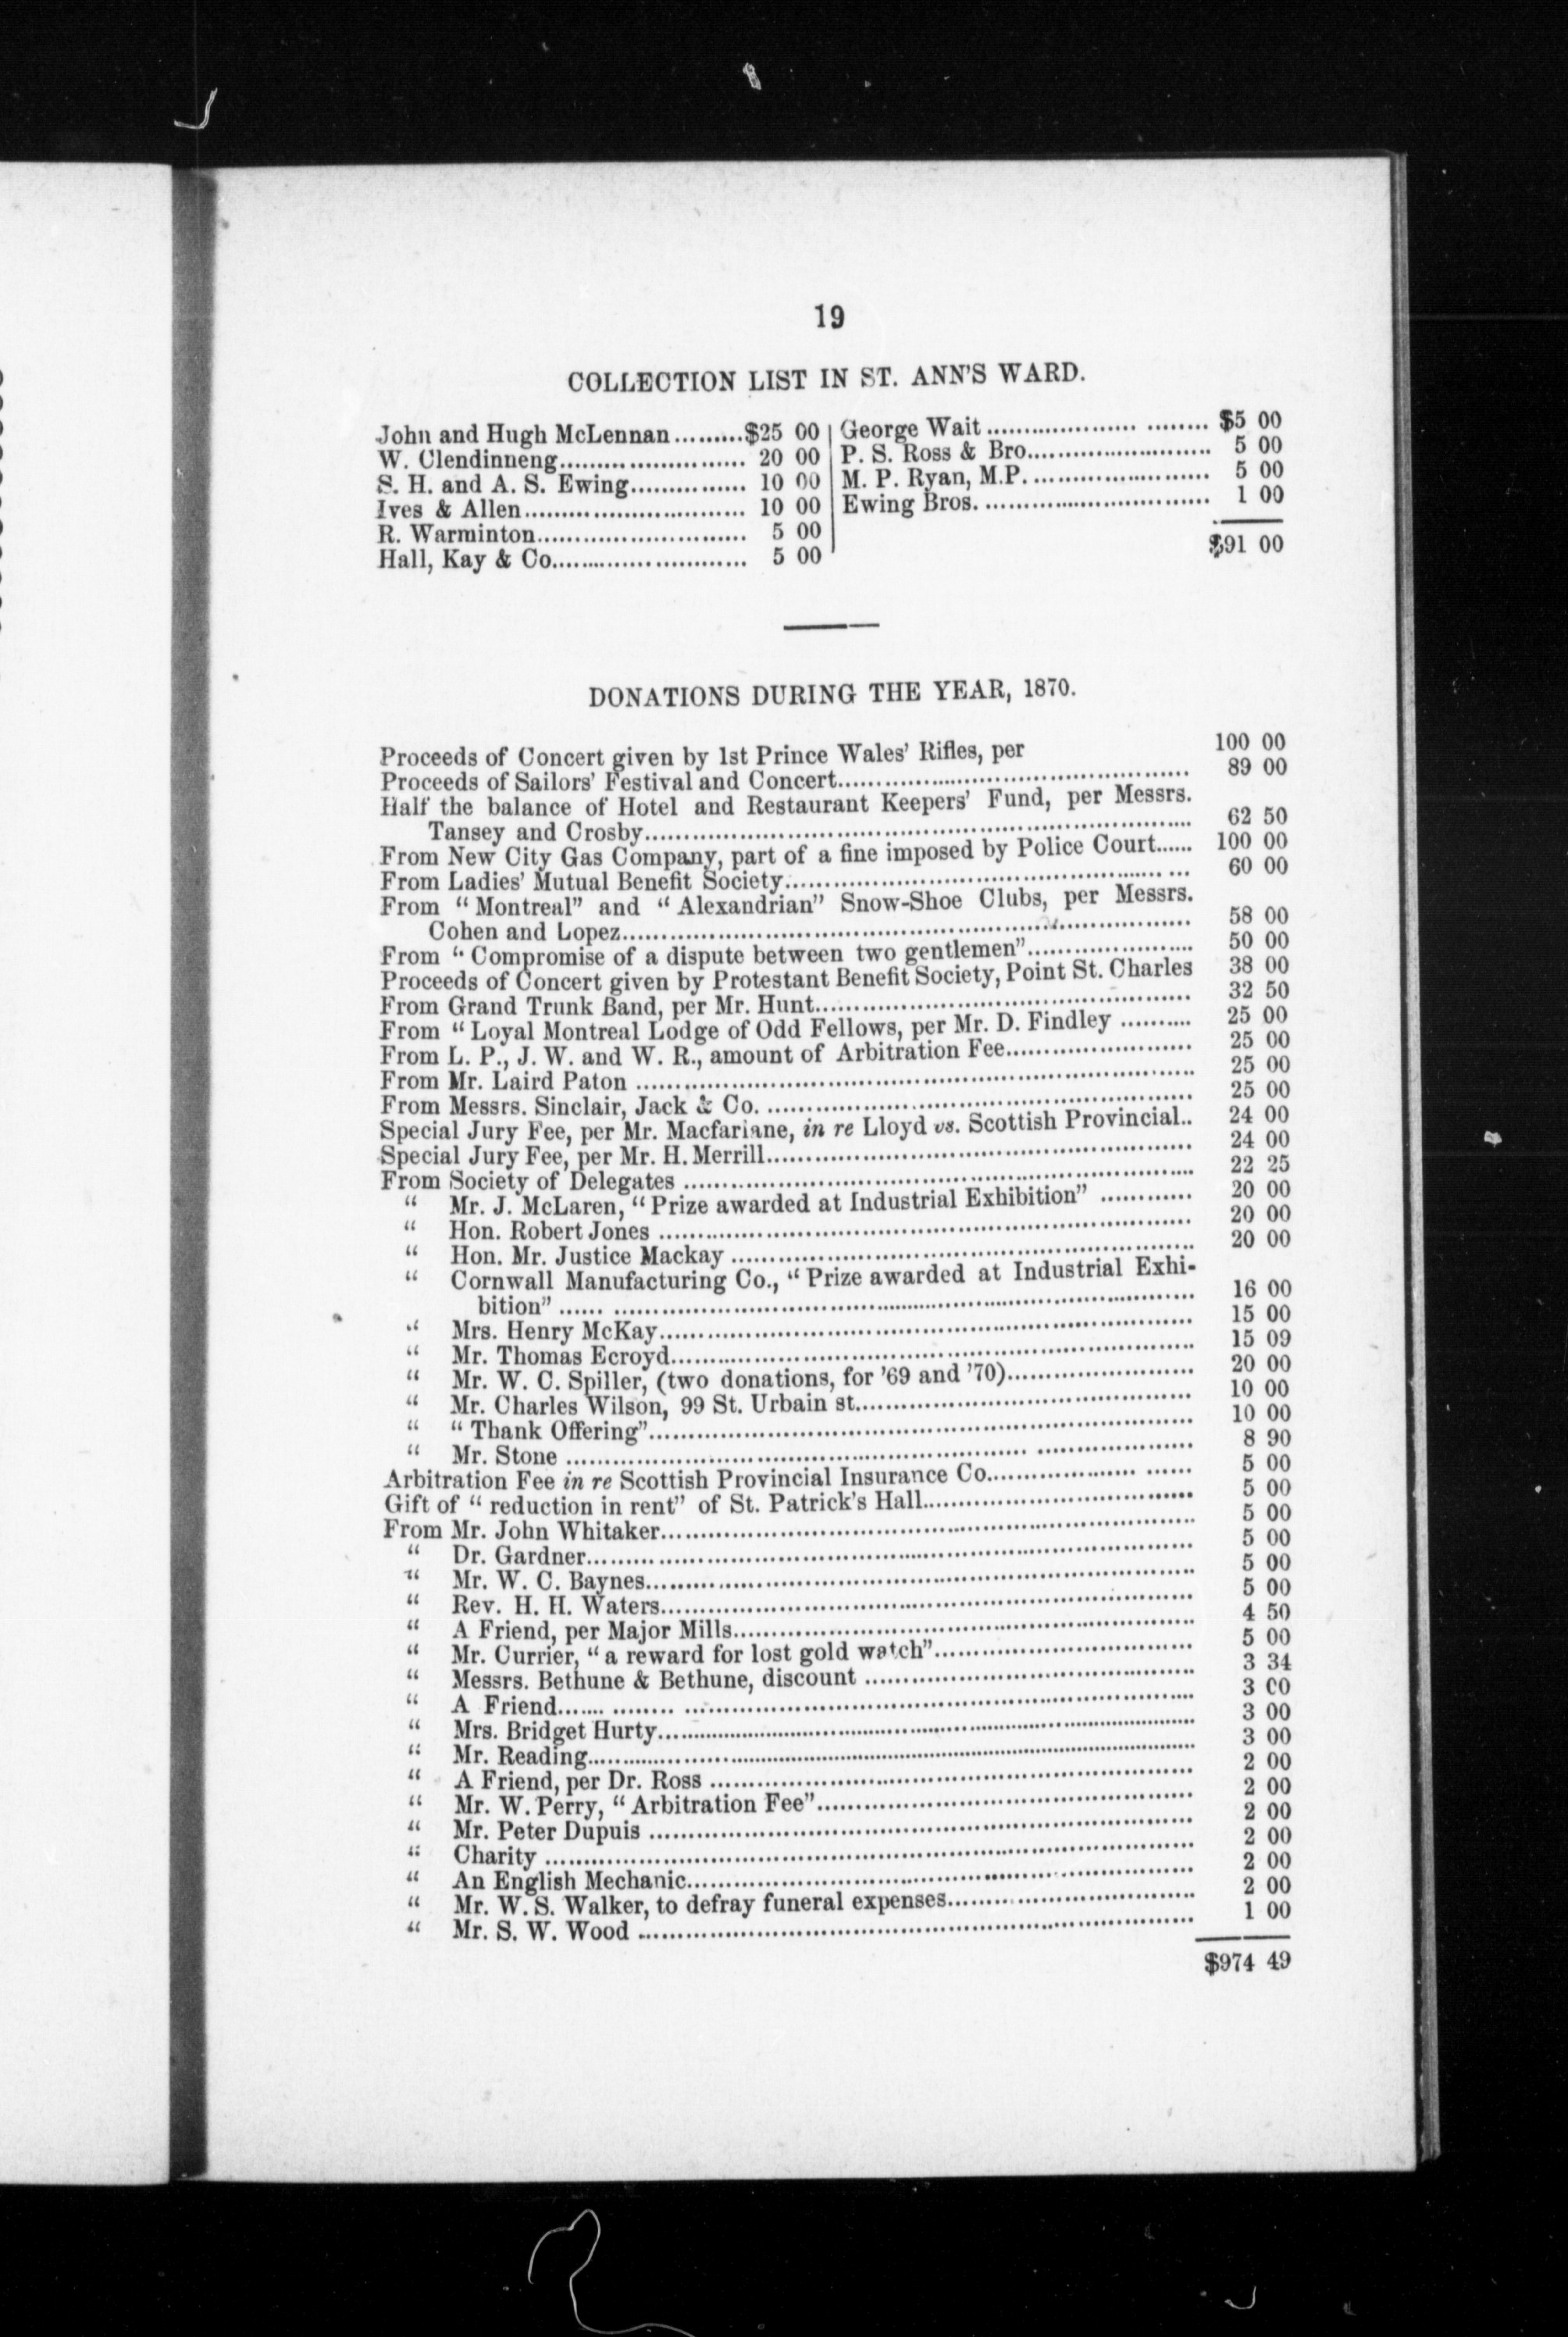 19
COLLECTION LIST IN ST. ANN'S WARD.
John and Hugh McLennan.........$25 00
W. Clendinneng........................ 20 00
S. H. and A. S. Ewing............... 10 00
Ives & Allen............................. 10 00
R. Warminton........................... 5 00
Hall, Kay & Co......................... 5 00
George Wait .................... ........ $5 00
P. S. Ross & Bro........................ 5 00
M. P. Ryan, M.P. ....................... 5 00
Ewing Bros. ............................. 1 00
$91 00
DONATIONS DURING THE YEAR, 1870.
Proceeds of Concert given by 1st Prince Wales' Rifles, per 100 00
Proceeds of Sailors' Festival and Concert.............................................. 89 00
Half the balance of Hotel and Restaurant Keepers' Fund, per Messrs.
Tansey and Crosby...................................................................... 62 50
From New City Gas Company, part of a fine imposed by Police Court...... 100 00
From Ladies' Mutual Benefit Society................................................ ... 60 00
From "Montreal" and "Alexandrian" Snow-Shoe Clubs, per Messrs.
Cohen and Lopez......................................................................... 58 00
From "Compromise of a dispute between two gentlemen"..................... 50 00
Proceeds of Concert given by Protestant Benefit Society, Point St. Charles 38 00
From Grand Trunk Band, per Mr. Hunt................................................. 32 50
From "Loyal Montreal Lodge of Odd Fellows, per Mr. D. Findley .......... 25 00
From L. P., J. W. and W. R., amount of Arbitration Fee........................ 25 00
From Mr. Laird Paton ....................................................................... 25 00
From Messrs. Sinclair, Jack & Co. ....................................................... 25 00
Special Jury Fee, per Mr. Macfarlane, in re Lloyd vs. Scottish Provincial.. 24 00
Special Jury Fee, per Mr. H. Merrill....................................................... 24 00
From Society of Delegates .................................................................. 22 25
" Mr. J. McLaren, "Prize awarded at Industrial Exhibition" ............ 20 00
" Hon. Robert Jones ..................................................................... 20 00
" Hon. Mr. Justice Mackay ............................................................ 20 00
" Cornwall Manufacturing Co., "Prize awarded at Industrial Exhi-
bition" ...... ........................................................................... 16 00
" Mrs. Henry McKay..................................................................... 15 00
" Mr. Thomas Ecroyd.................................................................... 15 09
" Mr. W. C. Spiller, (two donations, for '69 and '70)........................ 20 00
" Mr. Charles Wilson, 99 St. Urbain st............................................ 10 00
" "Thank Offering"....................................................................... 10 00
" Mr. Stone ............................................................ .................... 8 90
Arbitration Fee in re Scottish Provincial Insurance Co.................... ...... 5 00
Gift of "reduction in rent" of St. Patrick's Hall................................... 5 00
From Mr. John Whitaker..................................................................... 5 00
" Dr. Gardner............................................................................... 5 00
" Mr. W. C. Baynes....................................................................... 5 00
" Rev. H. H. Waters..................................................................... 5 00
" A Friend, per Major Mills............................................................ 4 50
" Mr. Currier, "a reward for lost gold watch"................................. 5 00
" Messrs. Bethune & Bethune, discount ........................................... 3 34
" A Friend....... ........ ................................................................. 3 00
" Mrs. Bridget Hurty..................................................................... 3 00
" Mr. Reading............................................................................... 3 00
" A Friend, per Dr. Ross ............................................................... 2 00
" Mr. W. Perry, "Arbitration Fee"................................................. 2 00
" Mr. Peter Dupuis ....................................................................... 2 00
" Charity ..................................................................................... 2 00
" An English Mechanic.................................................................. 2 00
" Mr. W. S. Walker, to defray funeral expenses................................ 2 00
" Mr. S. W. Wood ........................................................................ 1 00
$974 49